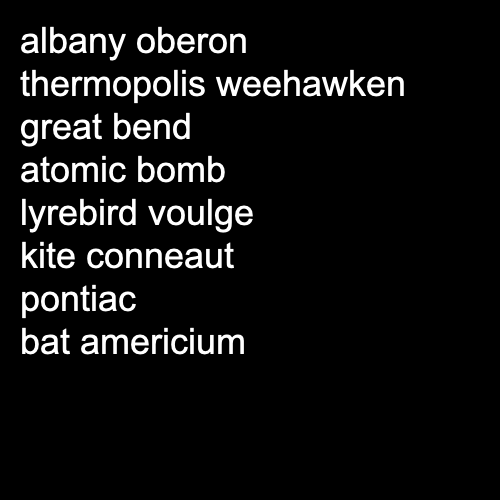 albany oberon
thermopolis weehawken
great bend
atomic bomb
lyrebird voulge
kite conneaut
pontiac
bat americium